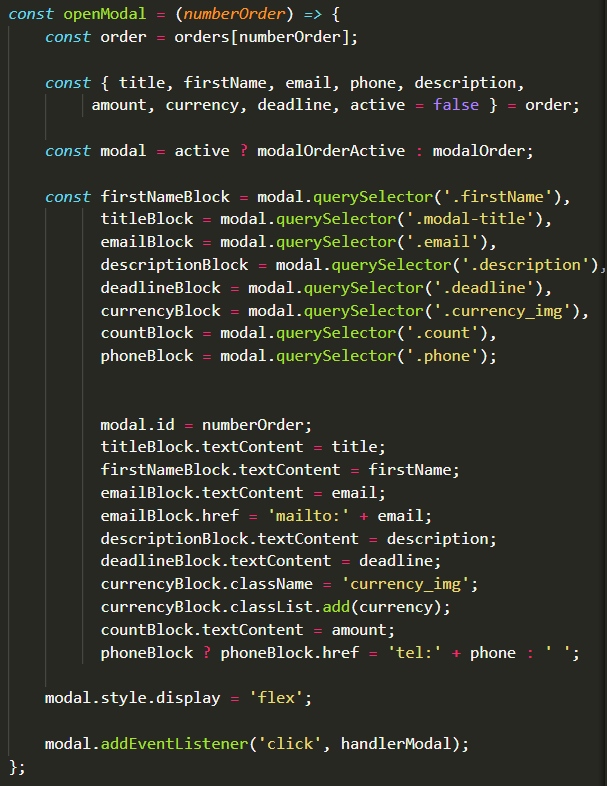 const openModal = (numberOrder) => {
const order = orders[numberOrder];
const { title, firstName, email, phone, description,
amount, currency, deadline, active = false } = order;
const modal = active ? modalOrderActive : modalOrder;
const firstNameBlock = modal.querySelector('.firstName'),
titleBlock = modal.querySelector('.modal-title'),
emailBlock = modal.querySelector('.email'),
descriptionBlock = modal.querySelector('.description'),
deadlineBlock = modal.querySelector('.deadline'),
currencyBlock = modal.querySelector('.currency_img'),
countBlock = modal.querySelector('.count'),
phoneBlock = modal.querySelector('.phone');
modal.id = numberOrder;
titleBlock.textContent = title;
firstNameBlock.textContent = firstName;
emailBlock.textContent = email;
emailBlock.href = 'mailto:' + email;
descriptionBlock.textContent = description;
deadlineBlock.textContent = deadline;
currencyBlock.className = 'currency_img';
currencyBlock.classList.add(currency);
countBlock.textContent = amount;
phoneBlock ? phoneBlock.href = 'tel:' + phone : ' ';
modal.style.display = 'flex';
modal.addEventListener('click', handlerModal);
};